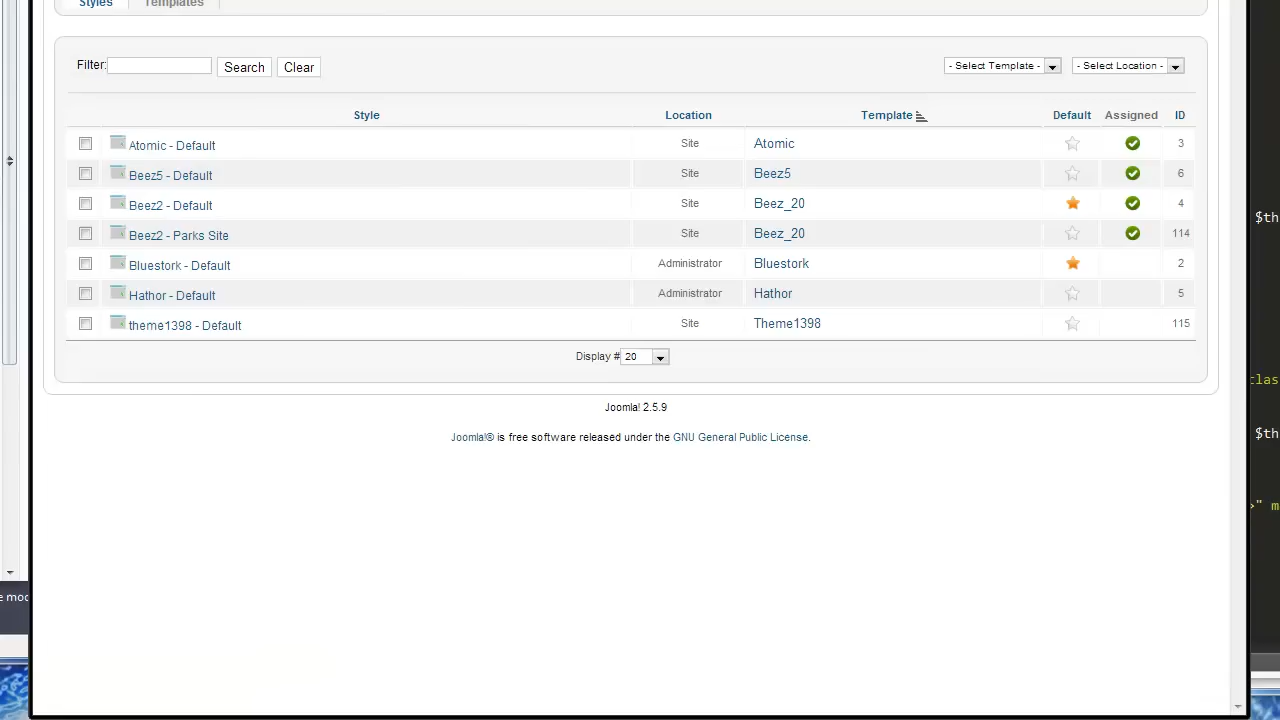 Styles Templates
Filter: Search Clear - Select Template - - Select Location -
Style Location Template Default Assigned ID
Atomic - Default Site Atomic 3
Beez5 - Default Site Beez5 6
Beez2 - Default Site Beez_20 4
$th
Beez2 - Parks Site Site Beez_20 114
Bluestork - Default Administrator Bluestork 2
Hathor - Default Administrator Hathor 5
theme1398 - Default Site Theme1398 115
Display # 20
Joomla! 2.5.9
$th
Joomla!® is free software released under the GNU General Public License.
>" m